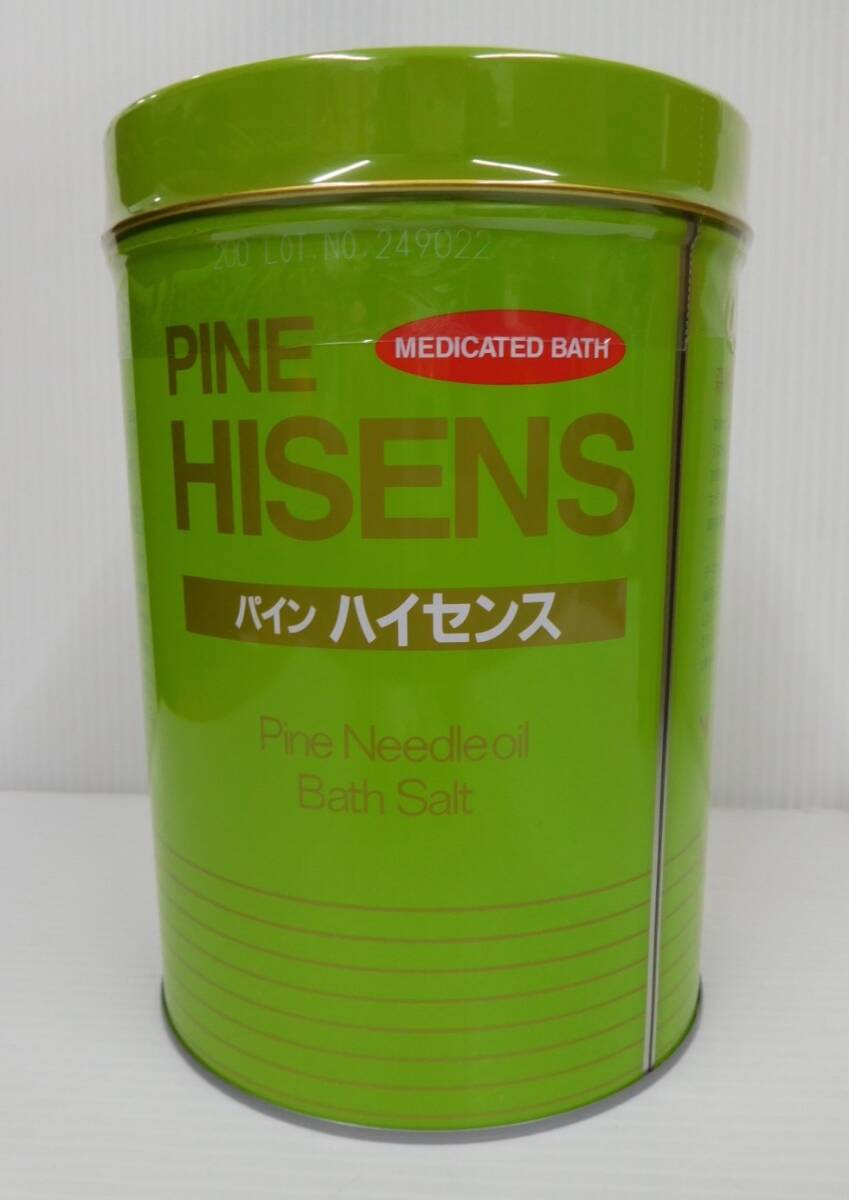 200 LOT.NO.249022
PINE
MEDICATED BATH
HISENS
パイン ハイセンス
Pine Needle oil
Bath Salt